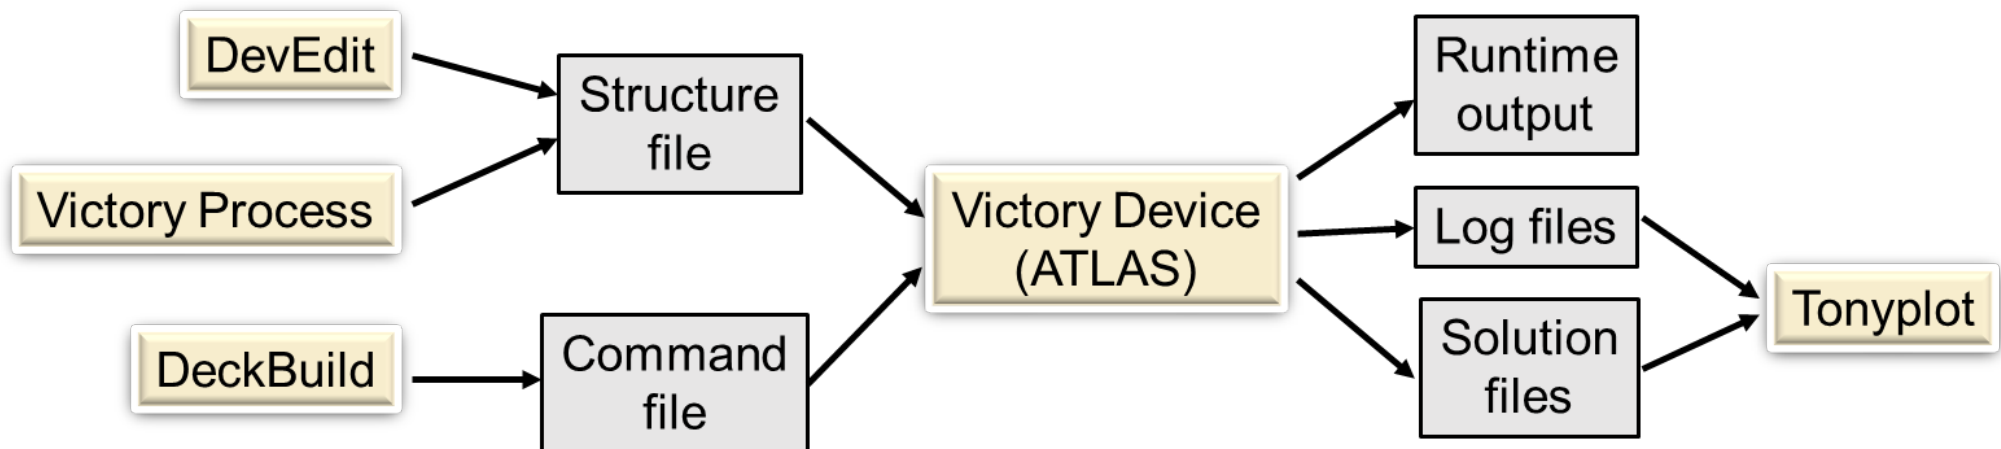 DevEdit
Victory Process
DeckBuild
Structure
file
Command
file
Victory Device
(ATLAS)
Runtime
output
Log files
Solution
files
Tonyplot